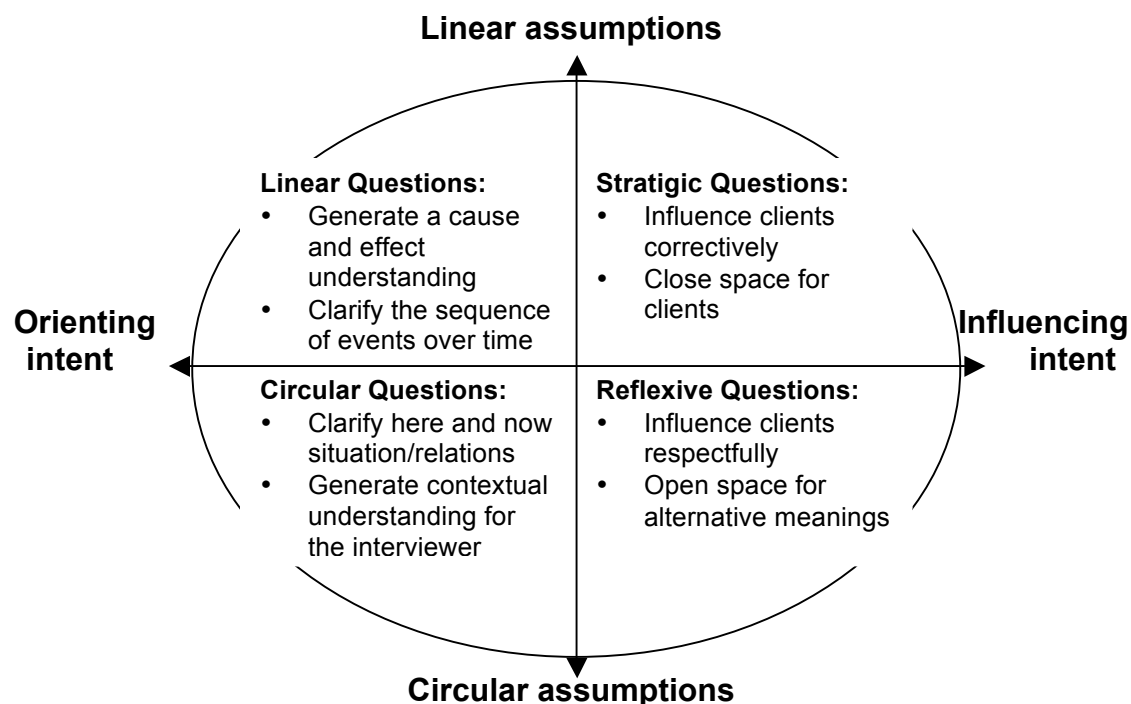 Linear assumptions
Linear Questions:
• Generate a cause
and effect
understanding
• Clarify the sequence
of events over time
Stratigic Questions:
• Influence clients
correctively
• Close space for
clients
Orienting
intent
Influencing
intent
Circular Questions:
• Clarify here and now
situation/relations
• Generate contextual
understanding for
the interviewer
Reflexive Questions:
• Influence clients
respectfully
• Open space for
alternative meanings
Circular assumptions